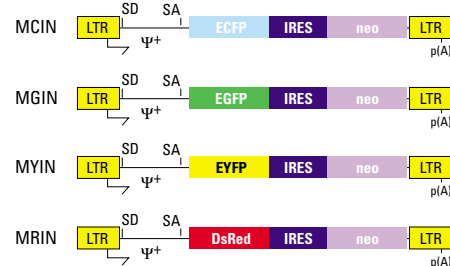 SD SA
MCIN LTR ECFP IRES neo LTR
Ψ+ p(A)
SD SA
MGIN LTR EGFP IRES neo LTR
Ψ+ p(A)
SD SA
MYIN LTR EYFP IRES neo LTR
Ψ+ p(A)
SD SA
MRIN LTR DsRed IRES neo LTR
Ψ+ p(A)